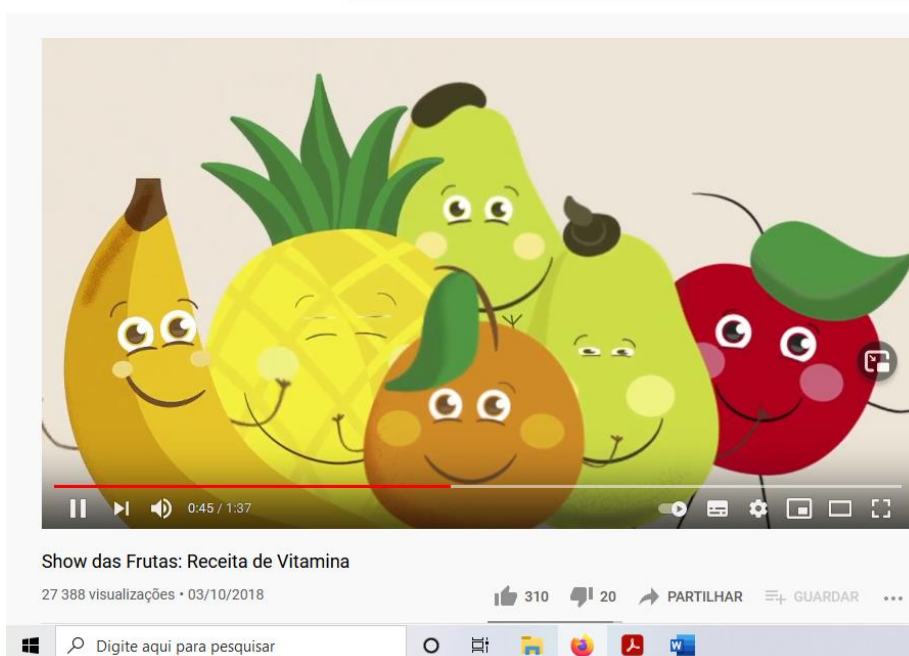 0:45 / 1:37
Show das Frutas: Receita de Vitamina
27 388 visualizações • 03/10/2018
310
20
PARTILHAR
GUARDAR
Digite aqui para pesquisar
W